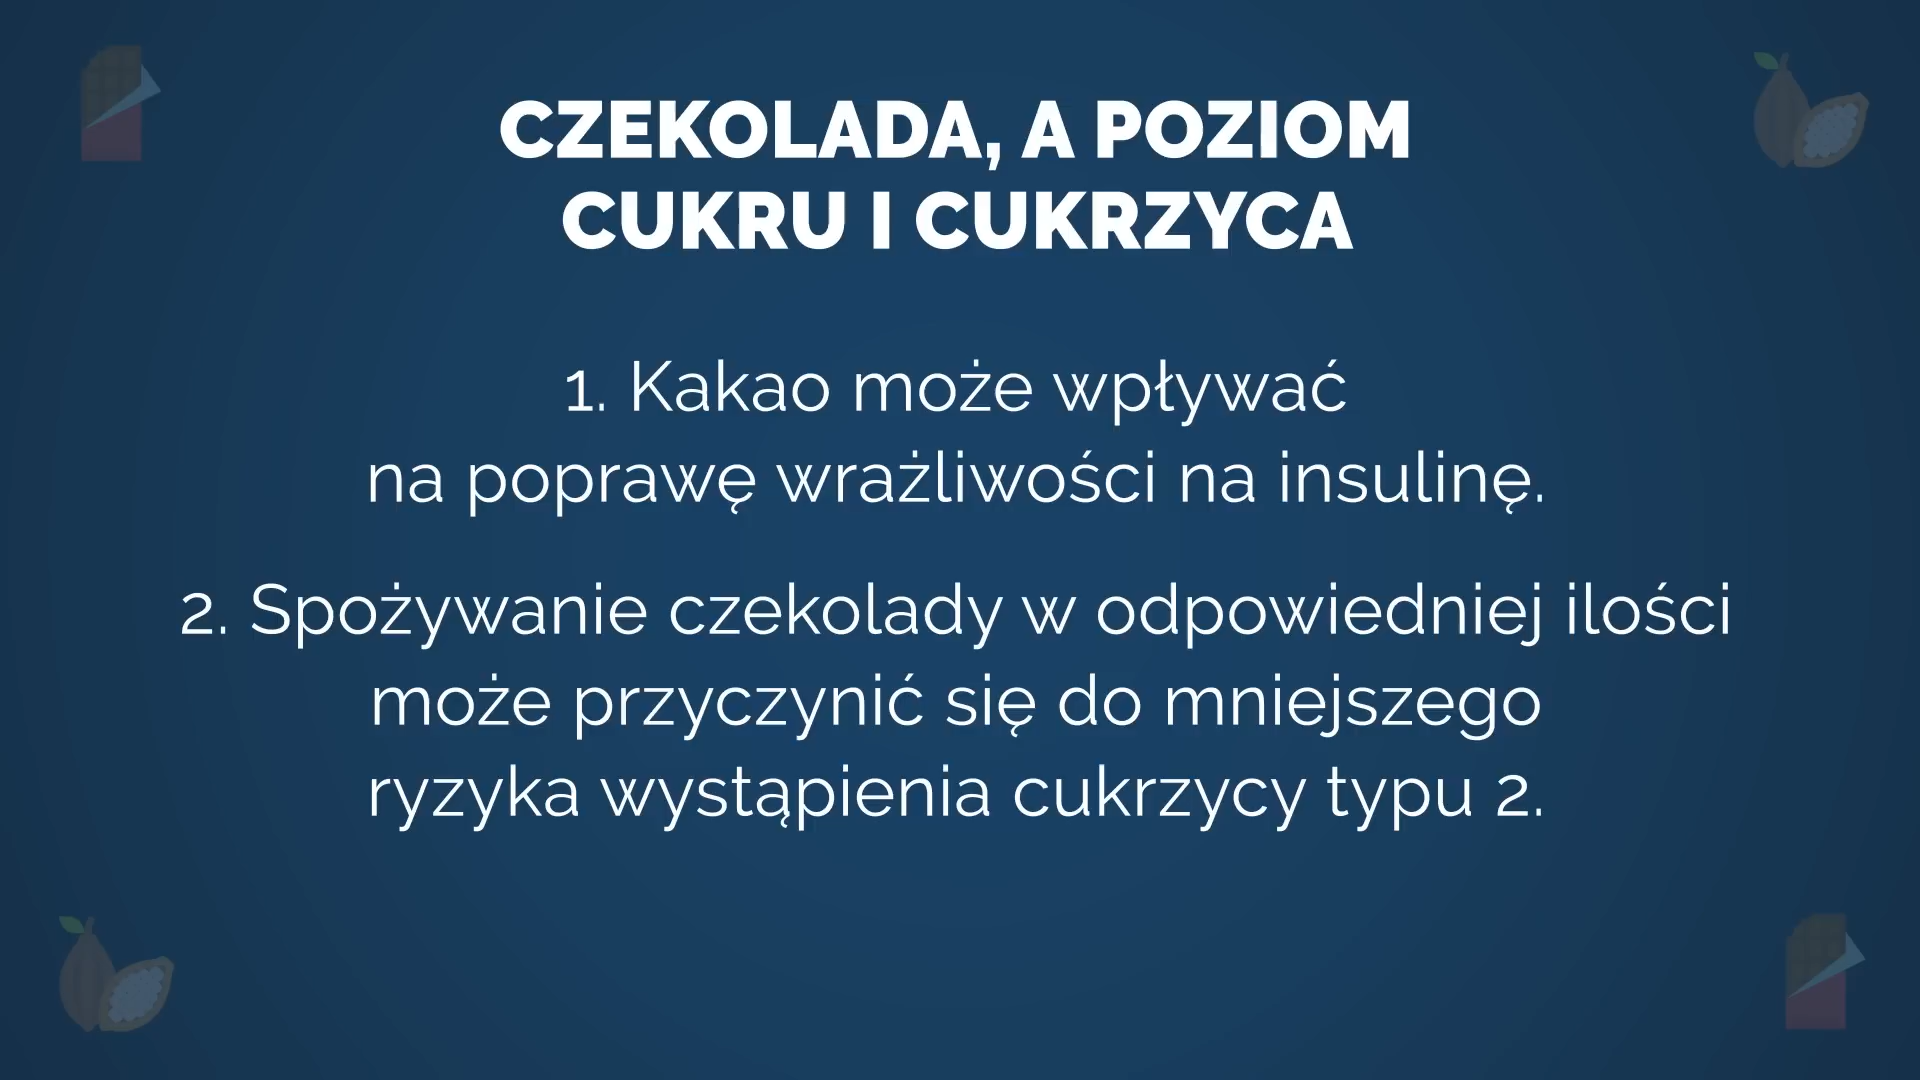 CZEKOLADA, A POZIOM
CUKRU I CUKRZYCA
1. Kakao może wpływać
na poprawę wrażliwości na insulinę.
2. Spożywanie czekolady w odpowiedniej ilości
może przyczynić się do mniejszego
ryzyka wystąpienia cukrzycy typu 2.